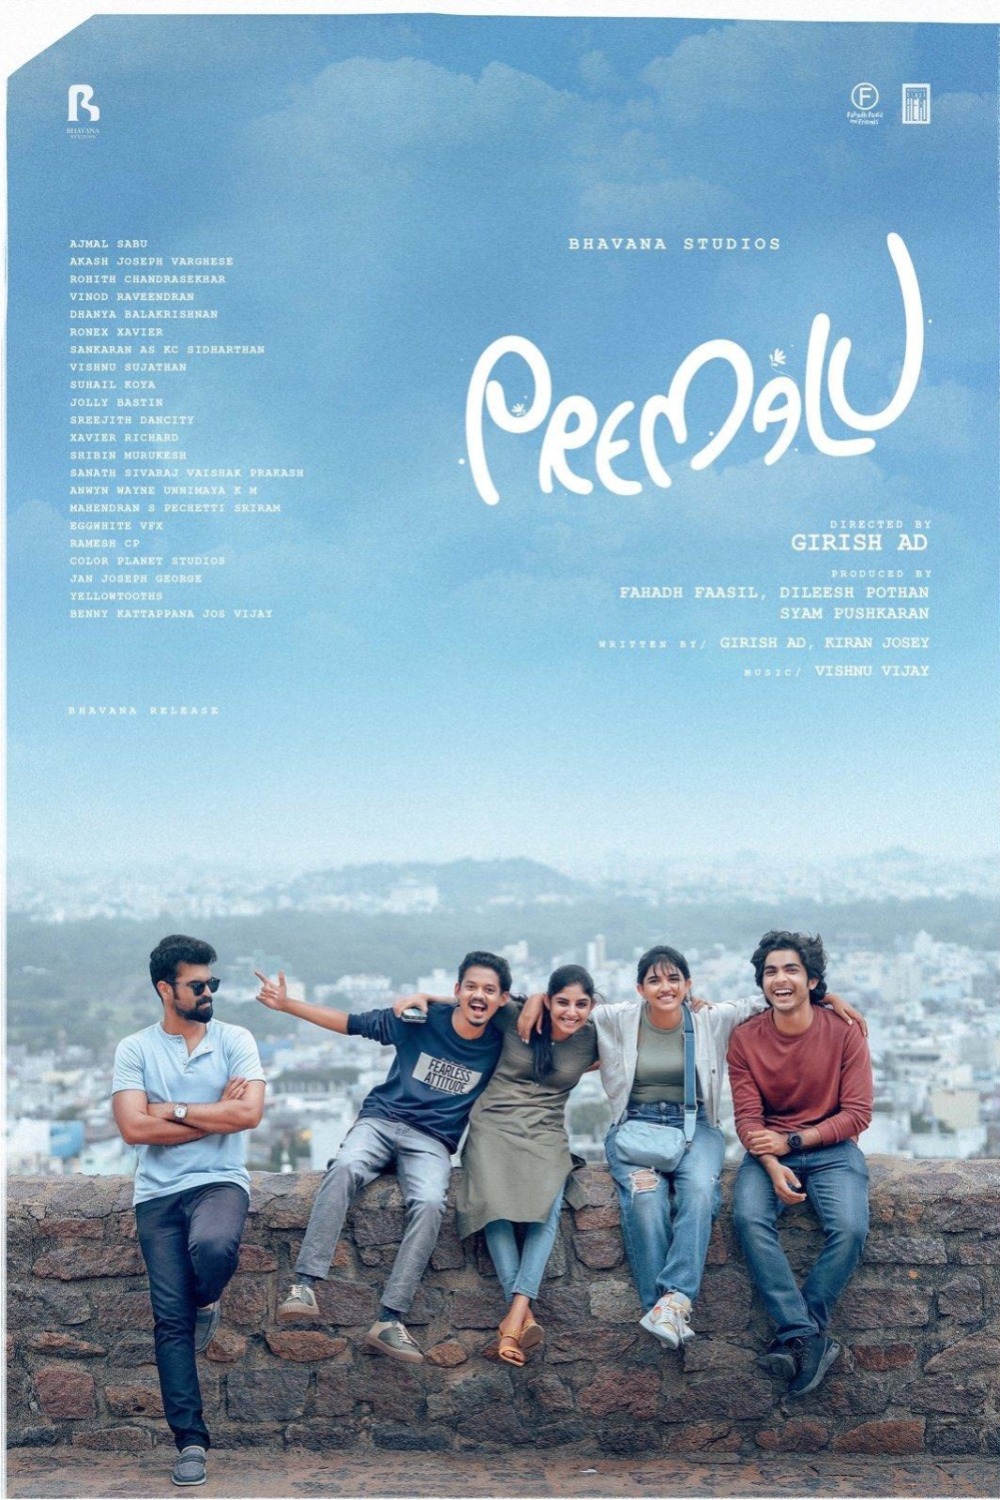 BHAVANA
STUDIOS
Fahadh Faasil
and Friends
BHAVANA STUDIOS
PREMALU
AJMAL SABU
AKASH JOSEPH VARGHESE
ROHITH CHANDRASEKHAR
VINOD RAVEENDRAN
DHANYA BALAKRISHNAN
RONEX XAVIER
SANKARAN AS KC SIDHARTHAN
VISHNU SUJATHAN
SUHAIL KOYA
JOLLY BASTIN
SREEJITH DANCITY
XAVIER RICHARD
SHIBIN MURUKESH
SANATH SIVARAJ VAISHAK PRAKASH
ANWYN WAYNE UNNIMAYA K M
MAHENDRAN S PECHETTI SRIRAM
EGGWHITE VFX
RAMESH CP
COLOR PLANET STUDIOS
JAN JOSEPH GEORGE
YELLOWTOOTHS
BENNY KATTAPPANA JOS VIJAY
BHAVANA RELEASE
DIRECTED BY
GIRISH AD
PRODUCED BY
FAHADH FAASIL, DILEESH POTHAN
SYAM PUSHKARAN
WRITTEN BY/ GIRISH AD, KIRAN JOSEY
MUSIC/ VISHNU VIJAY
FEARLESS
ATTITUDE